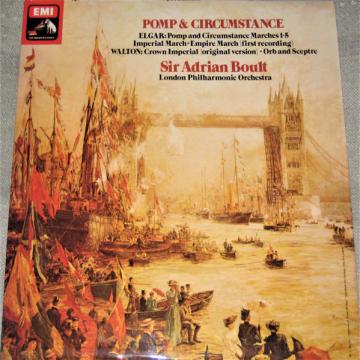 EMI
POMP & CIRCUMSTANCE
ELGAR: Pomp and Circumstance Marches 1-5
Imperial March · Empire March (first recording)
WALTON: Crown Imperial (original version) · Orb and Sceptre
Sir Adrian Boult
London Philharmonic Orchestra